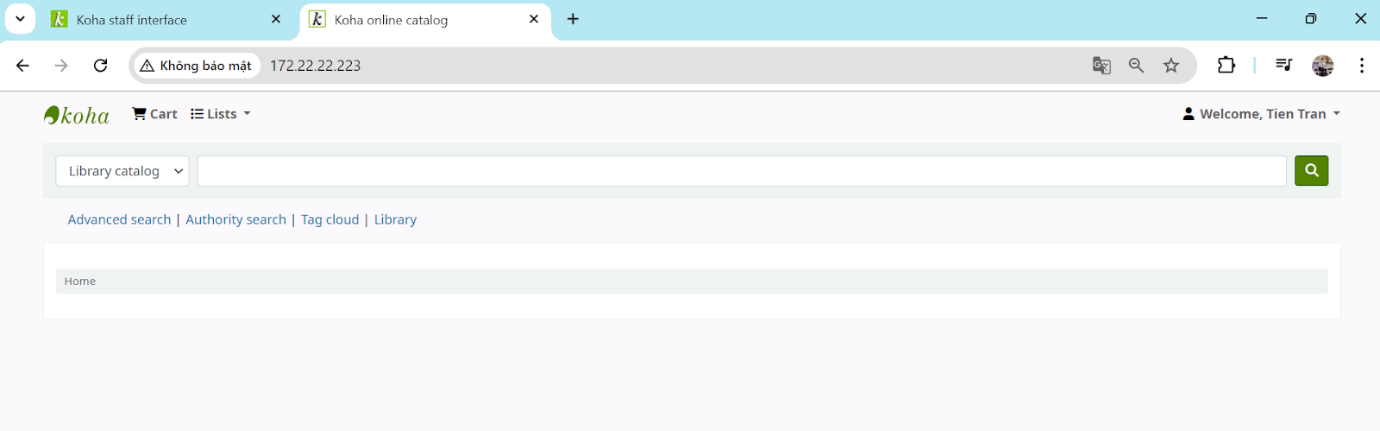 Koha staff interface
Koha online catalog
Không bảo mật 172.22.22.223
koha Cart Lists Welcome, Tien Tran
Library catalog
Advanced search | Authority search | Tag cloud | Library
Home